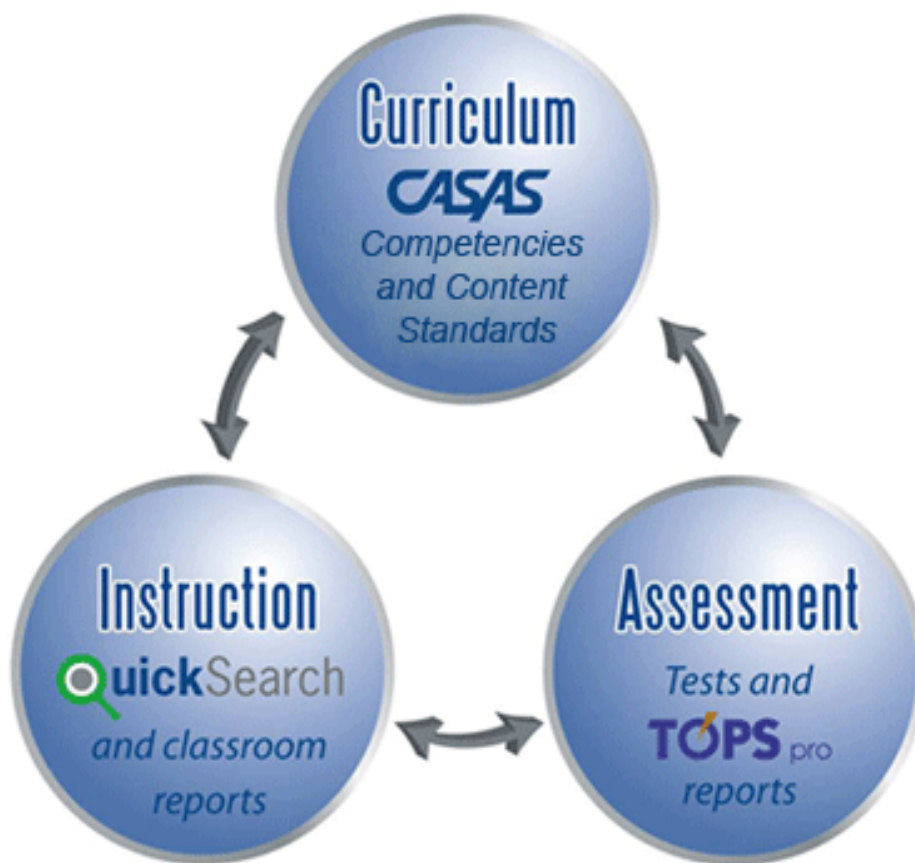 Curriculum
CASAS
Competencies
and Content
Standards
Instruction
QuickSearch
and classroom
reports
Assessment
Tests and
TOPS pro
reports